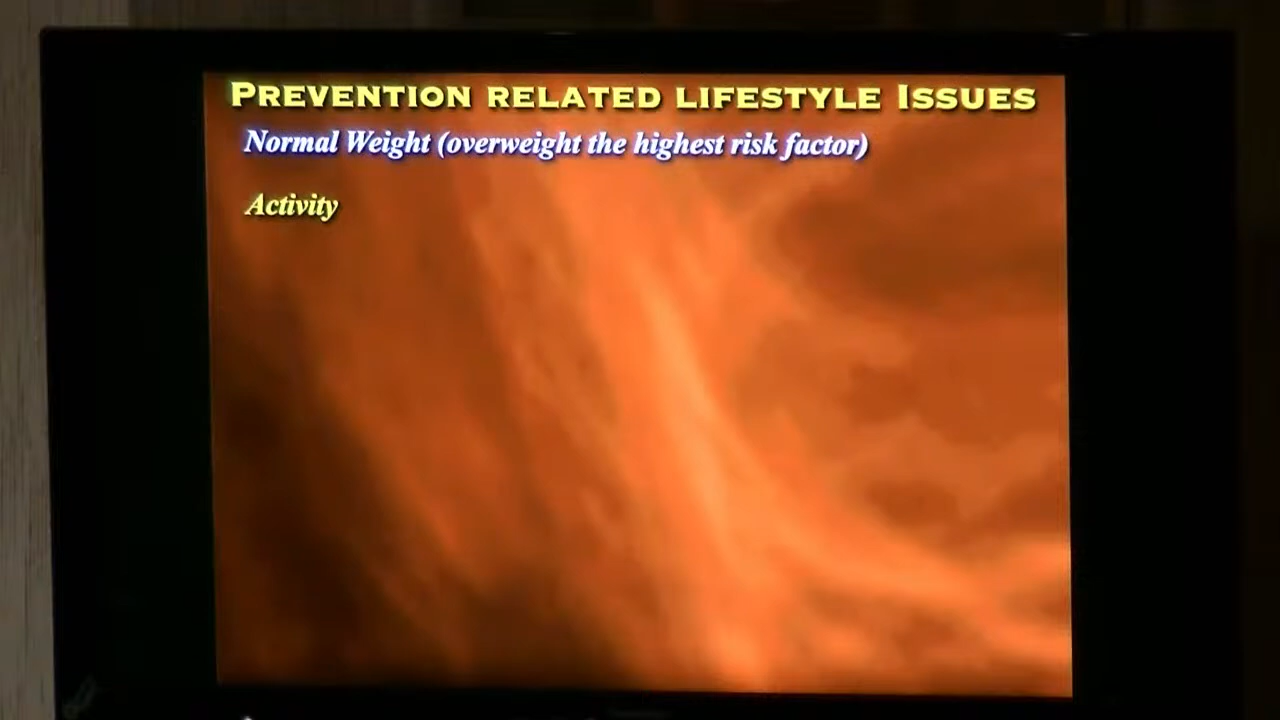 PREVENTION RELATED LIFESTYLE ISSUES
Normal Weight (overweight the highest risk factor)
Activity